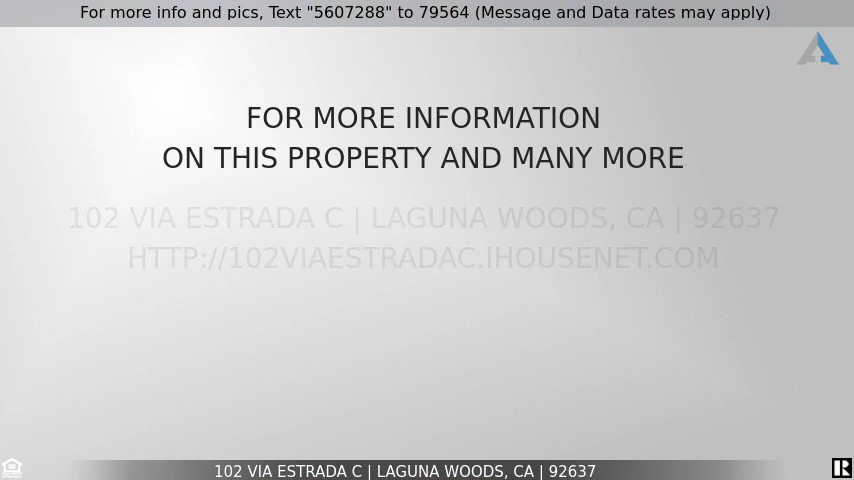 For more info and pics, Text "5607288" to 79564 (Message and Data rates may apply)
FOR MORE INFORMATION
ON THIS PROPERTY AND MANY MORE
102 VIA ESTRADA C | LAGUNA WOODS, CA | 92637
HTTP://102VIAESTRADAC.IHOUSENET.COM
102 VIA ESTRADA C | LAGUNA WOODS, CA | 92637